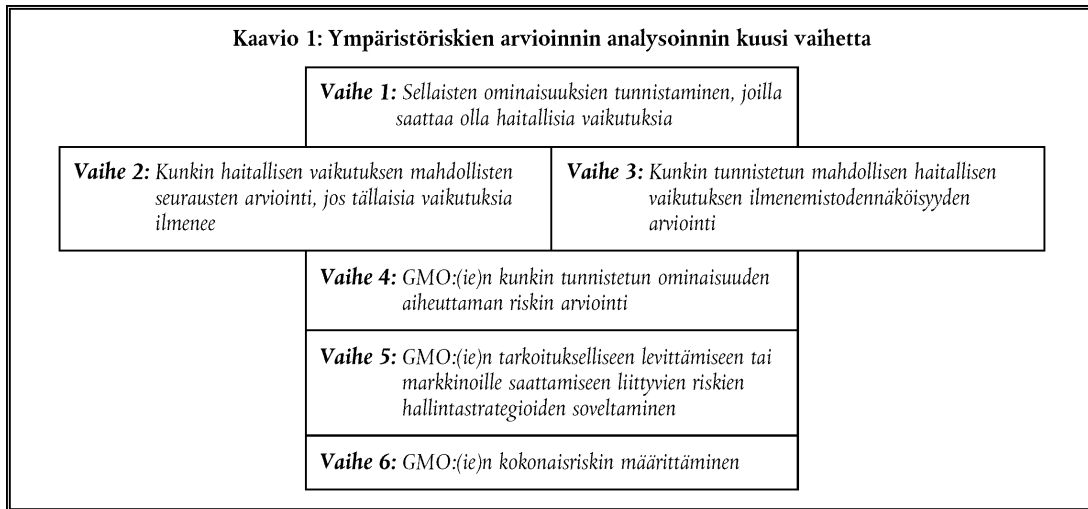 Kaavio 1: Ympäristöriskien arvioinnin analysoinnin kuusi vaihetta
Vaihe 1: Sellaisten ominaisuuksien tunnistaminen, joilla
saattaa olla haitallisia vaikutuksia
Vaihe 2: Kunkin haitallisen vaikutuksen mahdollisten
seurausten arviointi, jos tällaisia vaikutuksia
ilmenee
Vaihe 3: Kunkin tunnistetun mahdollisen haitallisen
vaikutuksen ilmenemistodennäköisyyden
arviointi
Vaihe 4: GMO:(ie)n kunkin tunnistetun ominaisuuden
aiheuttaman riskin arviointi
Vaihe 5: GMO:(ie)n tarkoitukselliseen levittämiseen tai
markkinoille saattamiseen liittyvien riskien
hallintastrategioiden soveltaminen
Vaihe 6: GMO:(ie)n kokonaisriskin määrittäminen